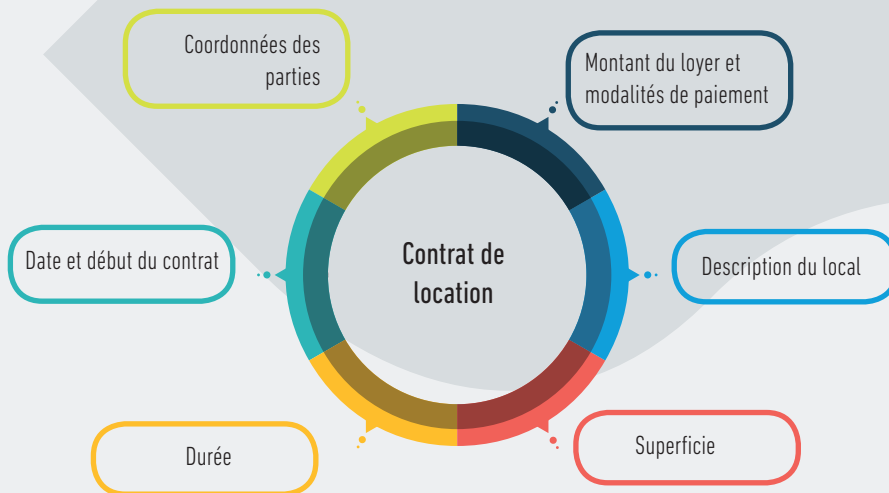 Coordonnées des
parties
Montant du loyer et
modalités de paiement
Date et début du contrat
Contrat de
location
Description du local
Durée
Superficie